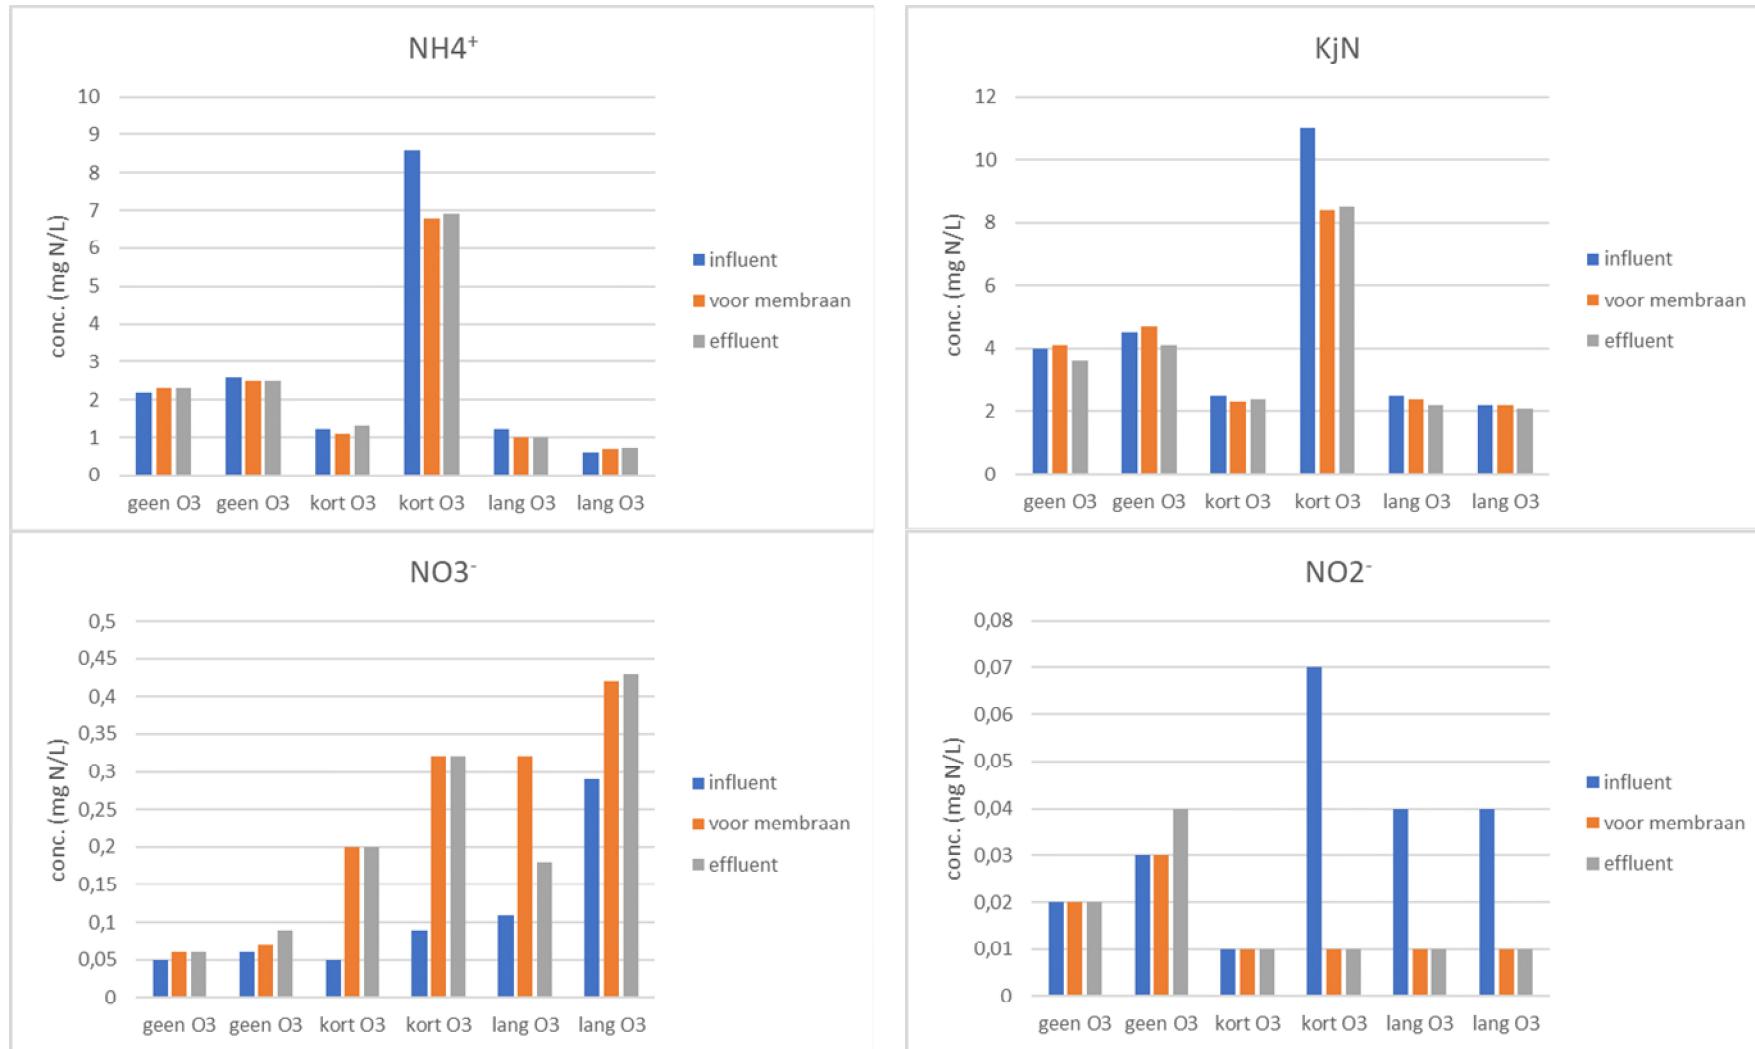 NH4⁺
10
9
8
7
6
5
4
3
2
1
0
conc. (mg N/L)
geen O3 geen O3 kort O3 kort O3 lang O3 lang O3
influent
voor membraan
effluent
KjN
12
10
8
6
4
2
0
conc. (mg N/L)
geen O3 geen O3 kort O3 kort O3 lang O3 lang O3
influent
voor membraan
effluent
NO3⁻
0,5
0,45
0,4
0,35
0,3
0,25
0,2
0,15
0,1
0,05
0
conc. (mg N/L)
geen O3 geen O3 kort O3 kort O3 lang O3 lang O3
influent
voor membraan
effluent
NO2⁻
0,08
0,07
0,06
0,05
0,04
0,03
0,02
0,01
0
conc. (mg N/L)
geen O3 geen O3 kort O3 kort O3 lang O3 lang O3
influent
voor membraan
effluent